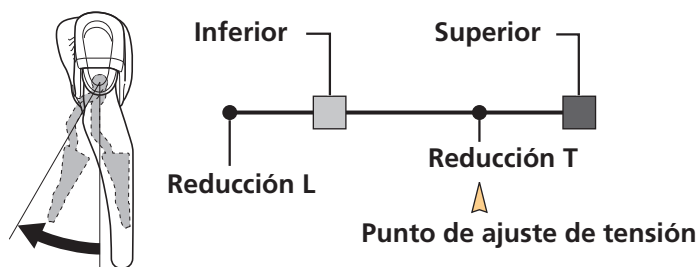 Inferior
Superior
Reducción L
Reducción T
Punto de ajuste de tensión